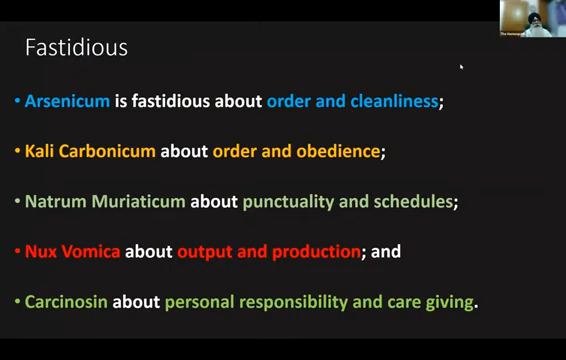 Fastidious
• Arsenicum is fastidious about order and cleanliness;
• Kali Carbonicum about order and obedience;
• Natrum Muriaticum about punctuality and schedules;
• Nux Vomica about output and production; and
• Carcinosin about personal responsibility and care giving.